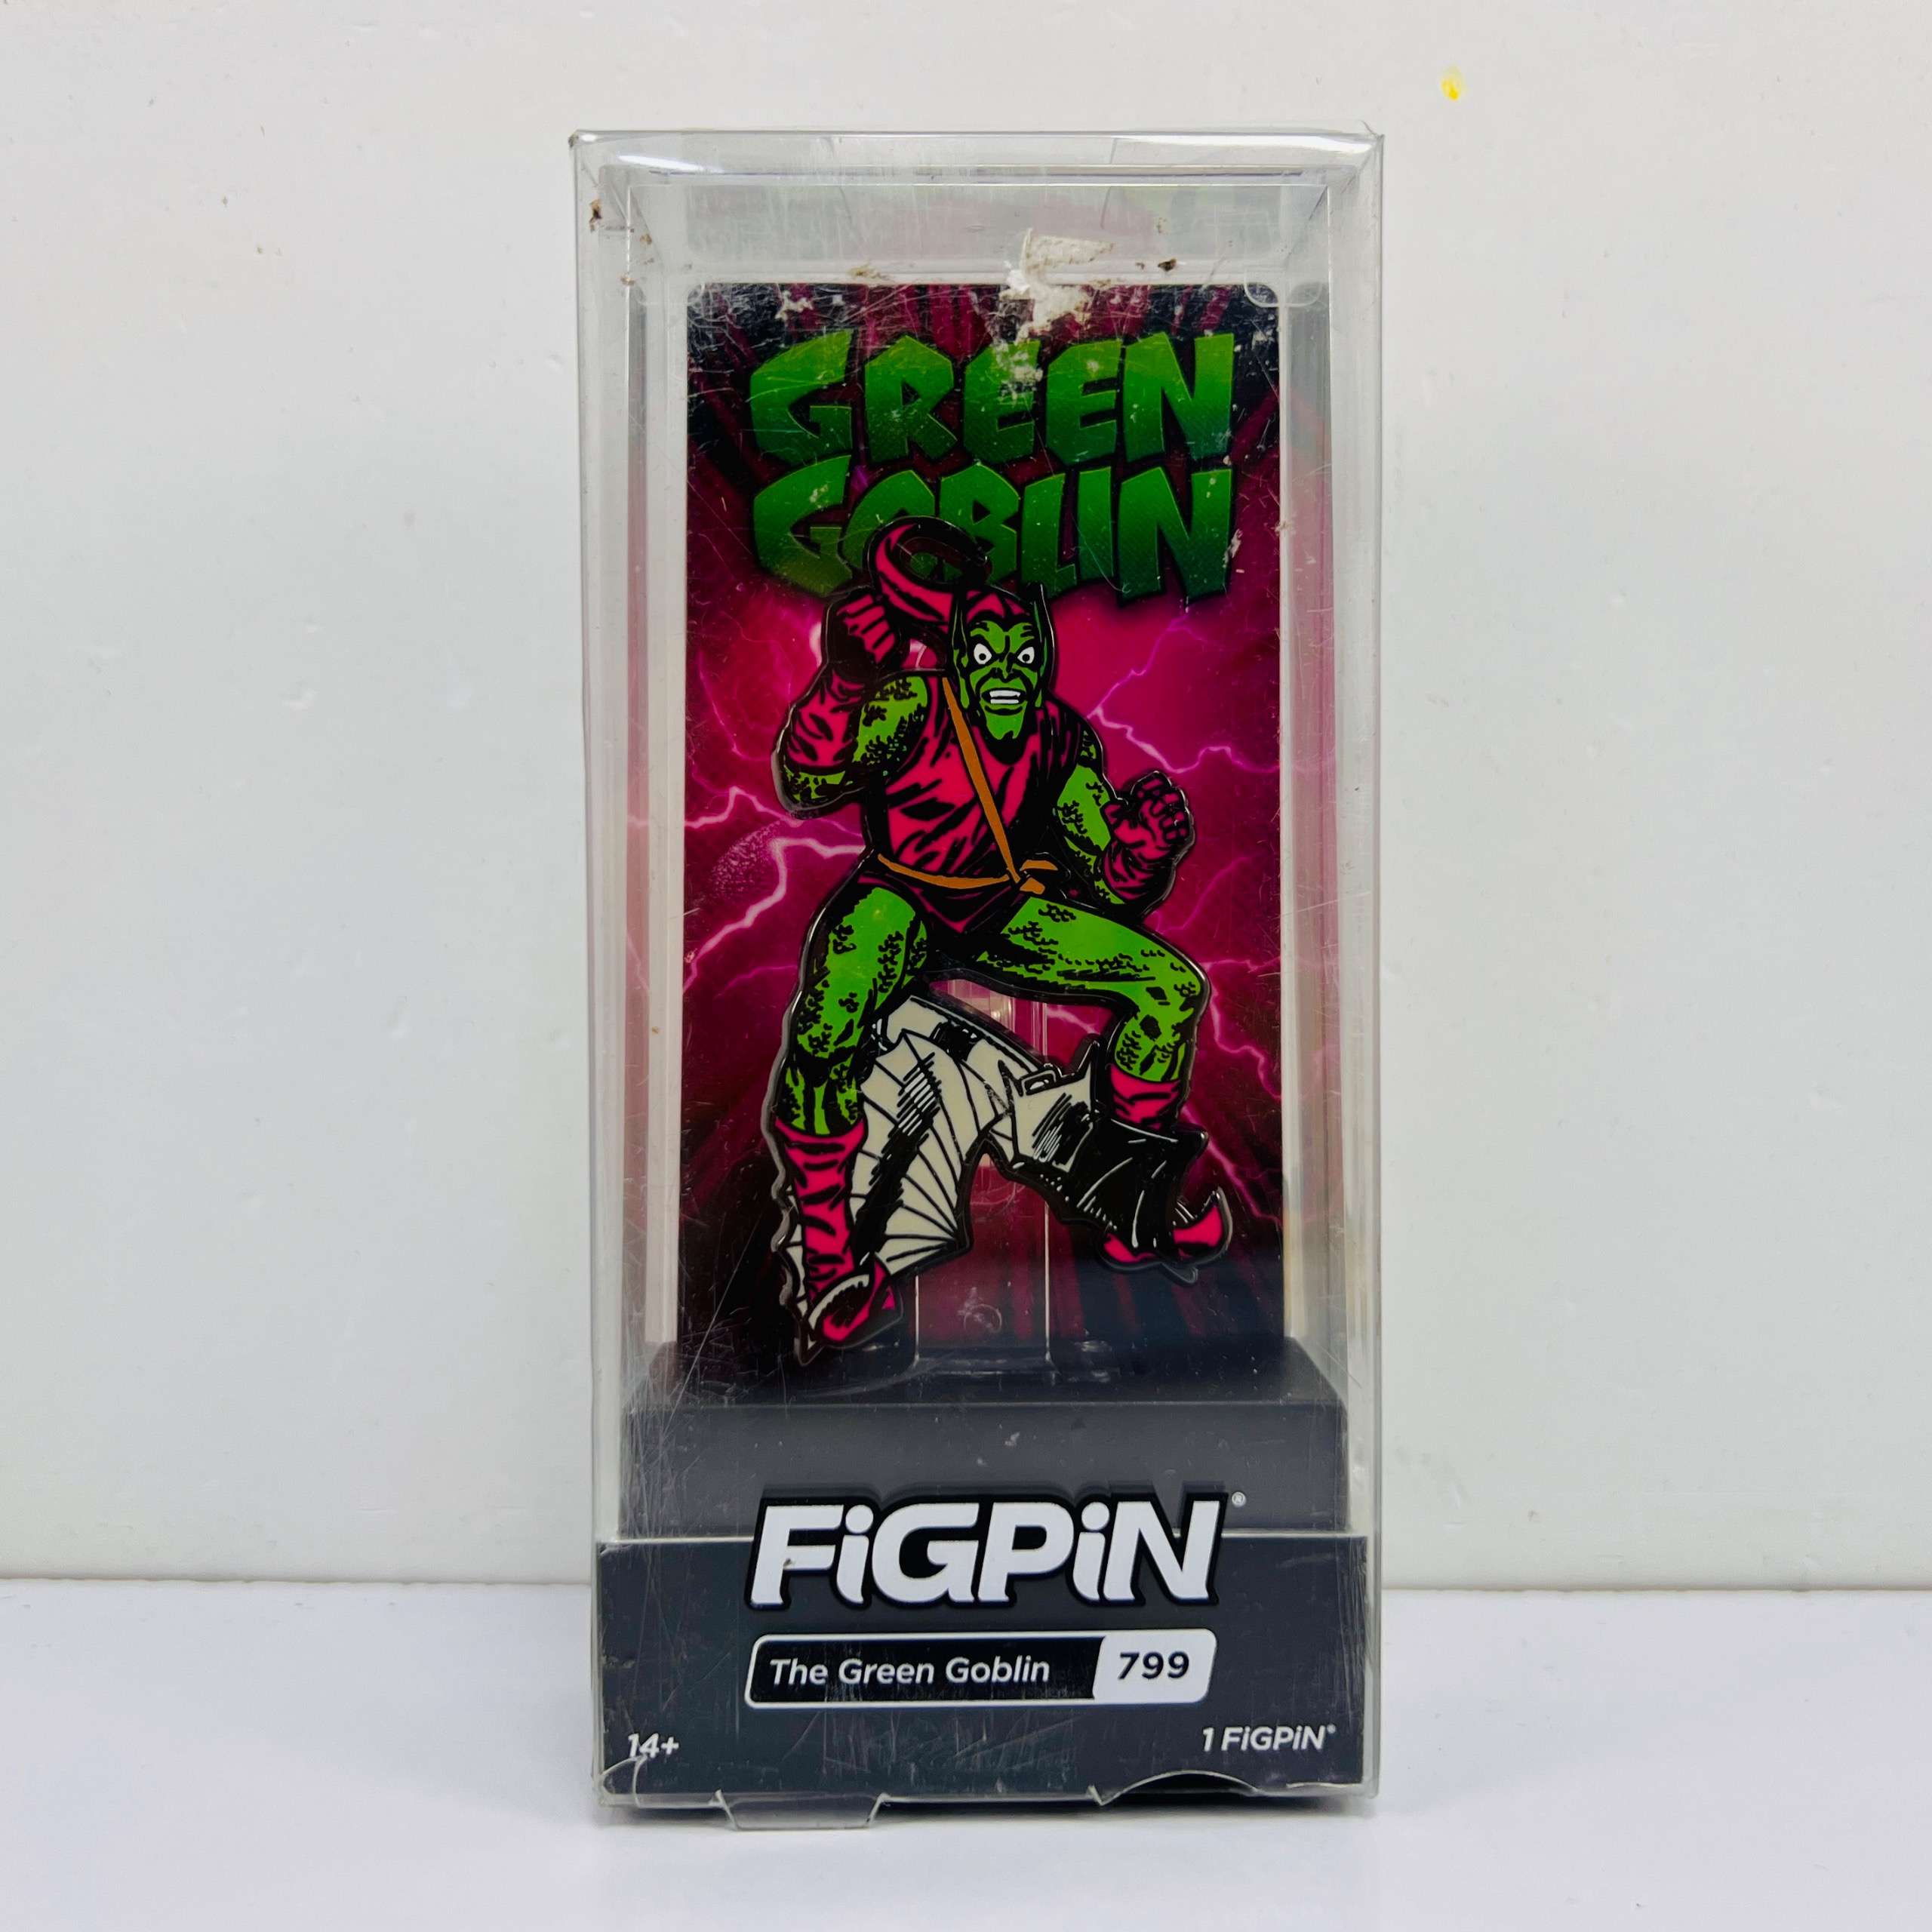 GREEN
GOBLIN
FiGPiN®
The Green Goblin 799
14+ 1 FiGPiN®